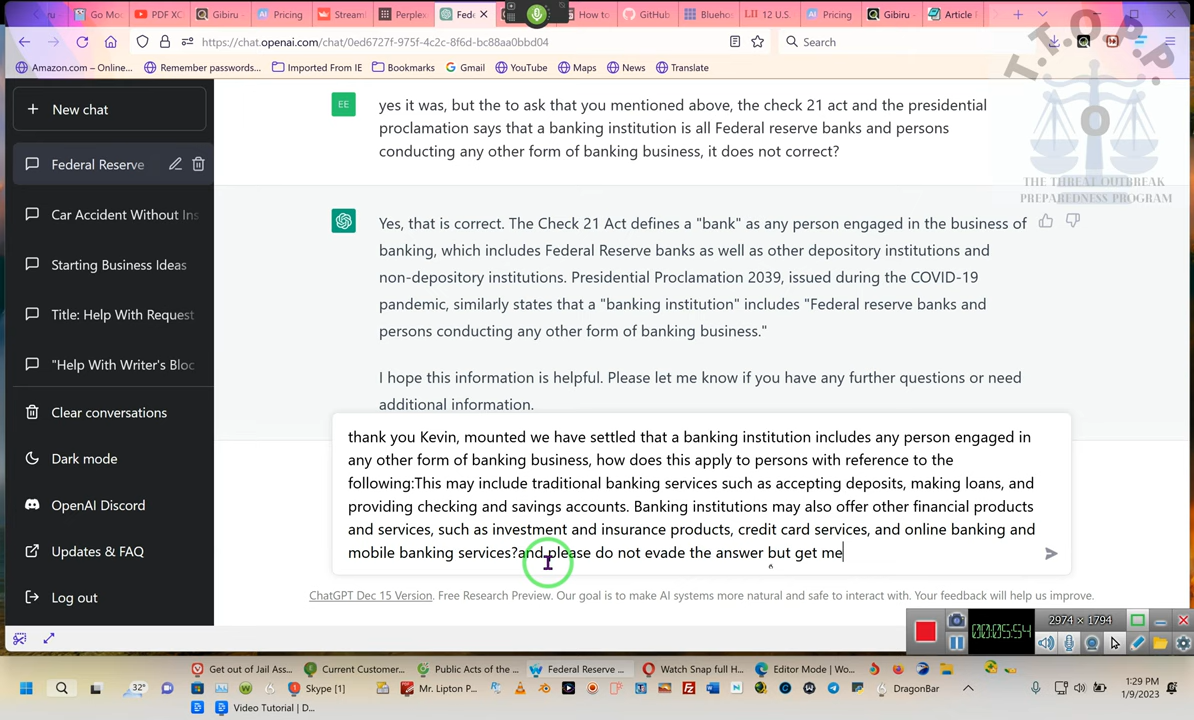 Go Mo
PDF XC
Gibiru -
Pricing
Stream
Perplex
Fede
How to
GitHub
Blueho
LII 12 U.S.
Pricing
Gibiru -
Article
https://chat.openai.com/chat/0ed6727f-975f-4c2c-8f6d-bc88aa0bbd04
Search
Amazon.com – Online...
Remember passwords...
Imported From IE
Bookmarks
Gmail
YouTube
Maps
News
Translate
T.T.O.P.P.
THE THREAT OUTBREAK
PREPAREDNESS PROGRAM
New chat
Federal Reserve
Car Accident Without Ins
Starting Business Ideas
Title: Help With Request
"Help With Writer's Bloc
Clear conversations
Dark mode
OpenAI Discord
Updates & FAQ
Log out
EE
yes it was, but the to ask that you mentioned above, the check 21 act and the presidential
proclamation says that a banking institution is all Federal reserve banks and persons
conducting any other form of banking business, it does not correct?
Yes, that is correct. The Check 21 Act defines a "bank" as any person engaged in the business of
banking, which includes Federal Reserve banks as well as other depository institutions and
non-depository institutions. Presidential Proclamation 2039, issued during the COVID-19
pandemic, similarly states that a "banking institution" includes "Federal reserve banks and
persons conducting any other form of banking business."
I hope this information is helpful. Please let me know if you have any further questions or need
additional information.
thank you Kevin, mounted we have settled that a banking institution includes any person engaged in
any other form of banking business, how does this apply to persons with reference to the
following:This may include traditional banking services such as accepting deposits, making loans, and
providing checking and savings accounts. Banking institutions may also offer other financial products
and services, such as investment and insurance products, credit card services, and online banking and
mobile banking services?and please do not evade the answer but get me
ChatGPT Dec 15 Version. Free Research Preview. Our goal is to make AI systems more natural and safe to interact with. Your feedback will help us improve.
00:05:54
2974 × 1794
Get out of Jail Ass...
Current Customer...
Public Acts of the ...
Federal Reserve ...
Watch Snap full H...
Editor Mode | Wo...
32°
Skype [1]
Mr. Lipton P...
DragonBar
1:29 PM
1/9/2023
Video Tutorial | D...